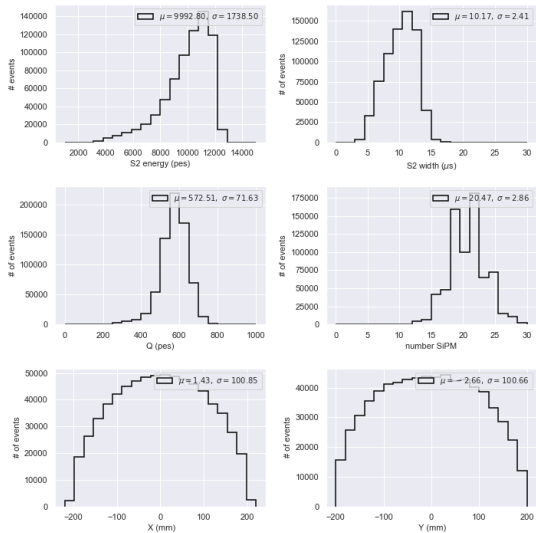 μ = 9992.80, σ = 1738.50
# events
140000
120000
100000
80000
60000
40000
20000
0
2000 4000 6000 8000 10000 12000 14000
S2 energy (pes)
μ = 10.17, σ = 2.41
# of events
150000
125000
100000
75000
50000
25000
0
0 5 10 15 20 25 30
S2 width (μs)
μ = 572.51, σ = 71.63
# of events
200000
150000
100000
50000
0
0 200 400 600 800 1000
Q (pes)
μ = 20.47, σ = 2.86
# of events
175000
150000
125000
100000
75000
50000
25000
0
0 5 10 15 20 25 30
number SiPM
μ = 1.43, σ = 100.85
# of events
50000
40000
30000
20000
10000
0
−200 −100 0 100 200
X (mm)
μ = −2.66, σ = 100.66
# of events
40000
30000
20000
10000
0
−200 −100 0 100 200
Y (mm)